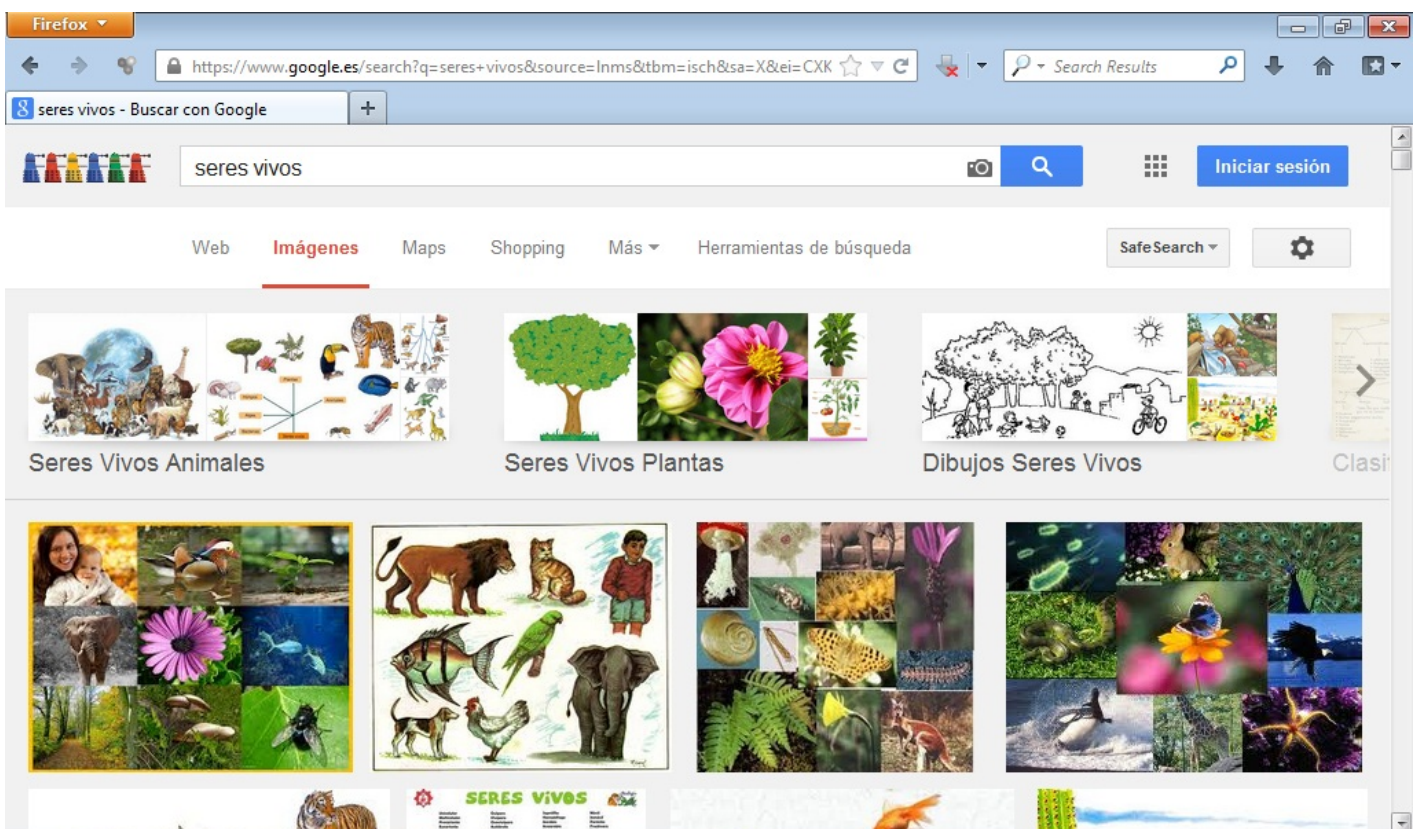 Firefox
https://www.google.es/search?q=seres+vivos&source=lnms&tbm=isch&sa=X&ei=CXK
Search Results
8 seres vivos - Buscar con Google
+
seres vivos
Iniciar sesión
Web Imágenes Maps Shopping Más Herramientas de búsqueda SafeSearch
Seres Vivos Animales Seres Vivos Plantas Dibujos Seres Vivos Clasi
SERES VIVOS